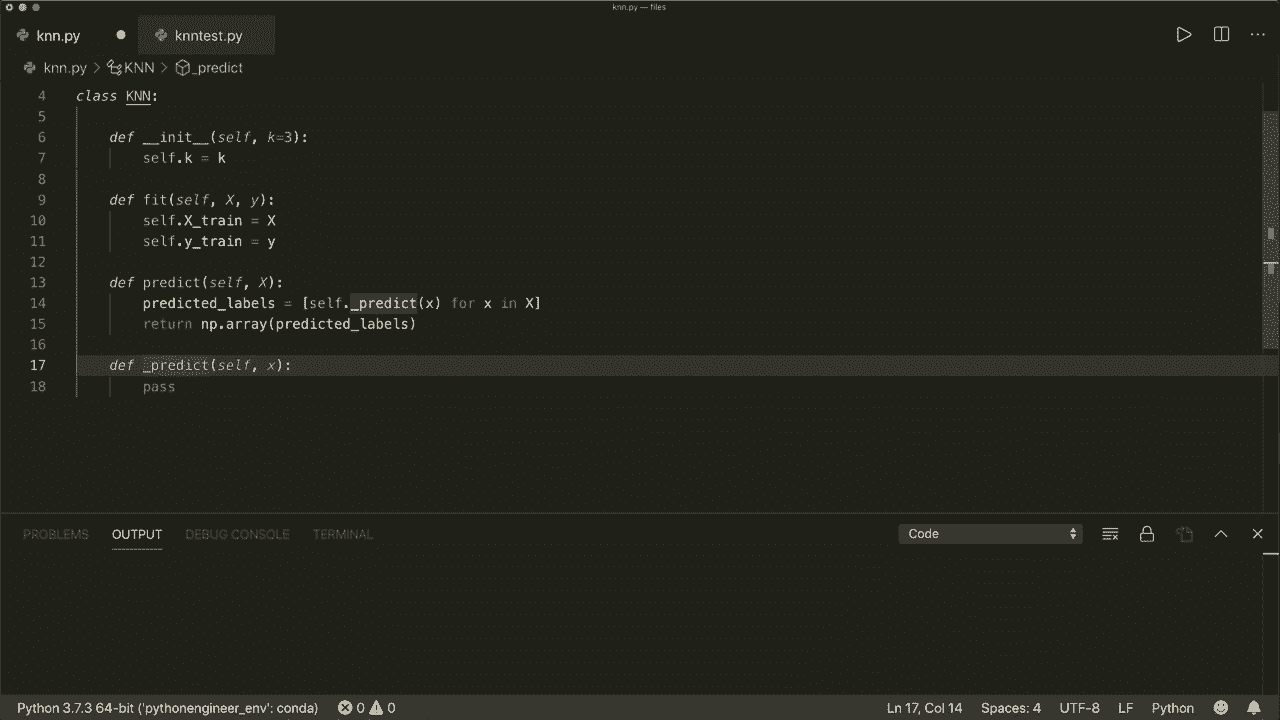 knn.py — files
knn.py knntest.py
knn.py > KNN > _predict
4 class KNN:
5
6 def __init__(self, k=3):
7 self.k = k
8
9 def fit(self, X, y):
10 self.X_train = X
11 self.y_train = y
12
13 def predict(self, X):
14 predicted_labels = [self._predict(x) for x in X]
15 return np.array(predicted_labels)
16
17 def _predict(self, x):
18 pass
PROBLEMS OUTPUT DEBUG CONSOLE TERMINAL Code
Python 3.7.3 64-bit ('pythonengineer_env': conda) 0 0 Ln 17, Col 14 Spaces: 4 UTF-8 LF Python